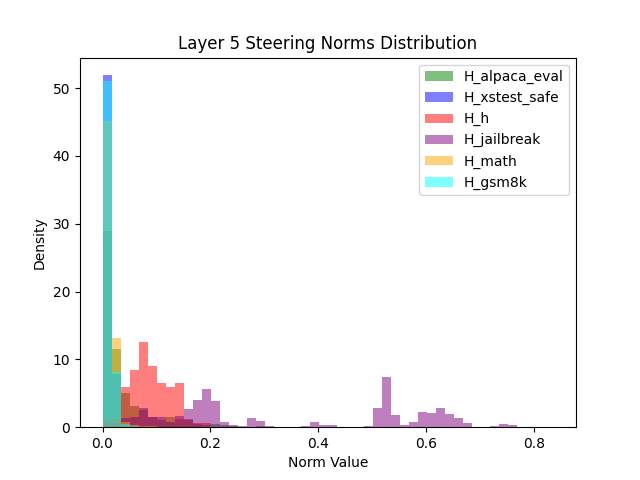 Layer 5 Steering Norms Distribution
H_alpaca_eval
H_xstest_safe
H_h
H_jailbreak
H_math
H_gsm8k
Density
50
40
30
20
10
0
0.0 0.2 0.4 0.6 0.8
Norm Value